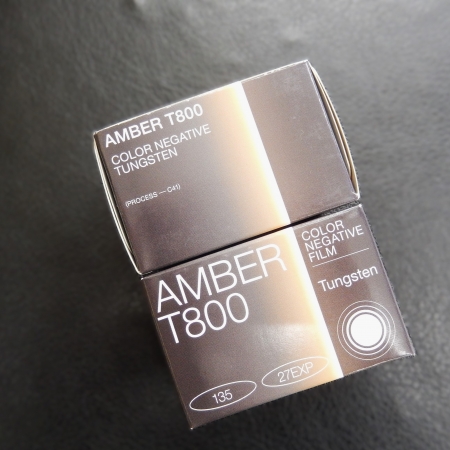 AMBER T800
COLOR NEGATIVE
TUNGSTEN
(PROCESS — C41)
AMBER
T800
COLOR
NEGATIVE
FILM
Tungsten
135
27EXP